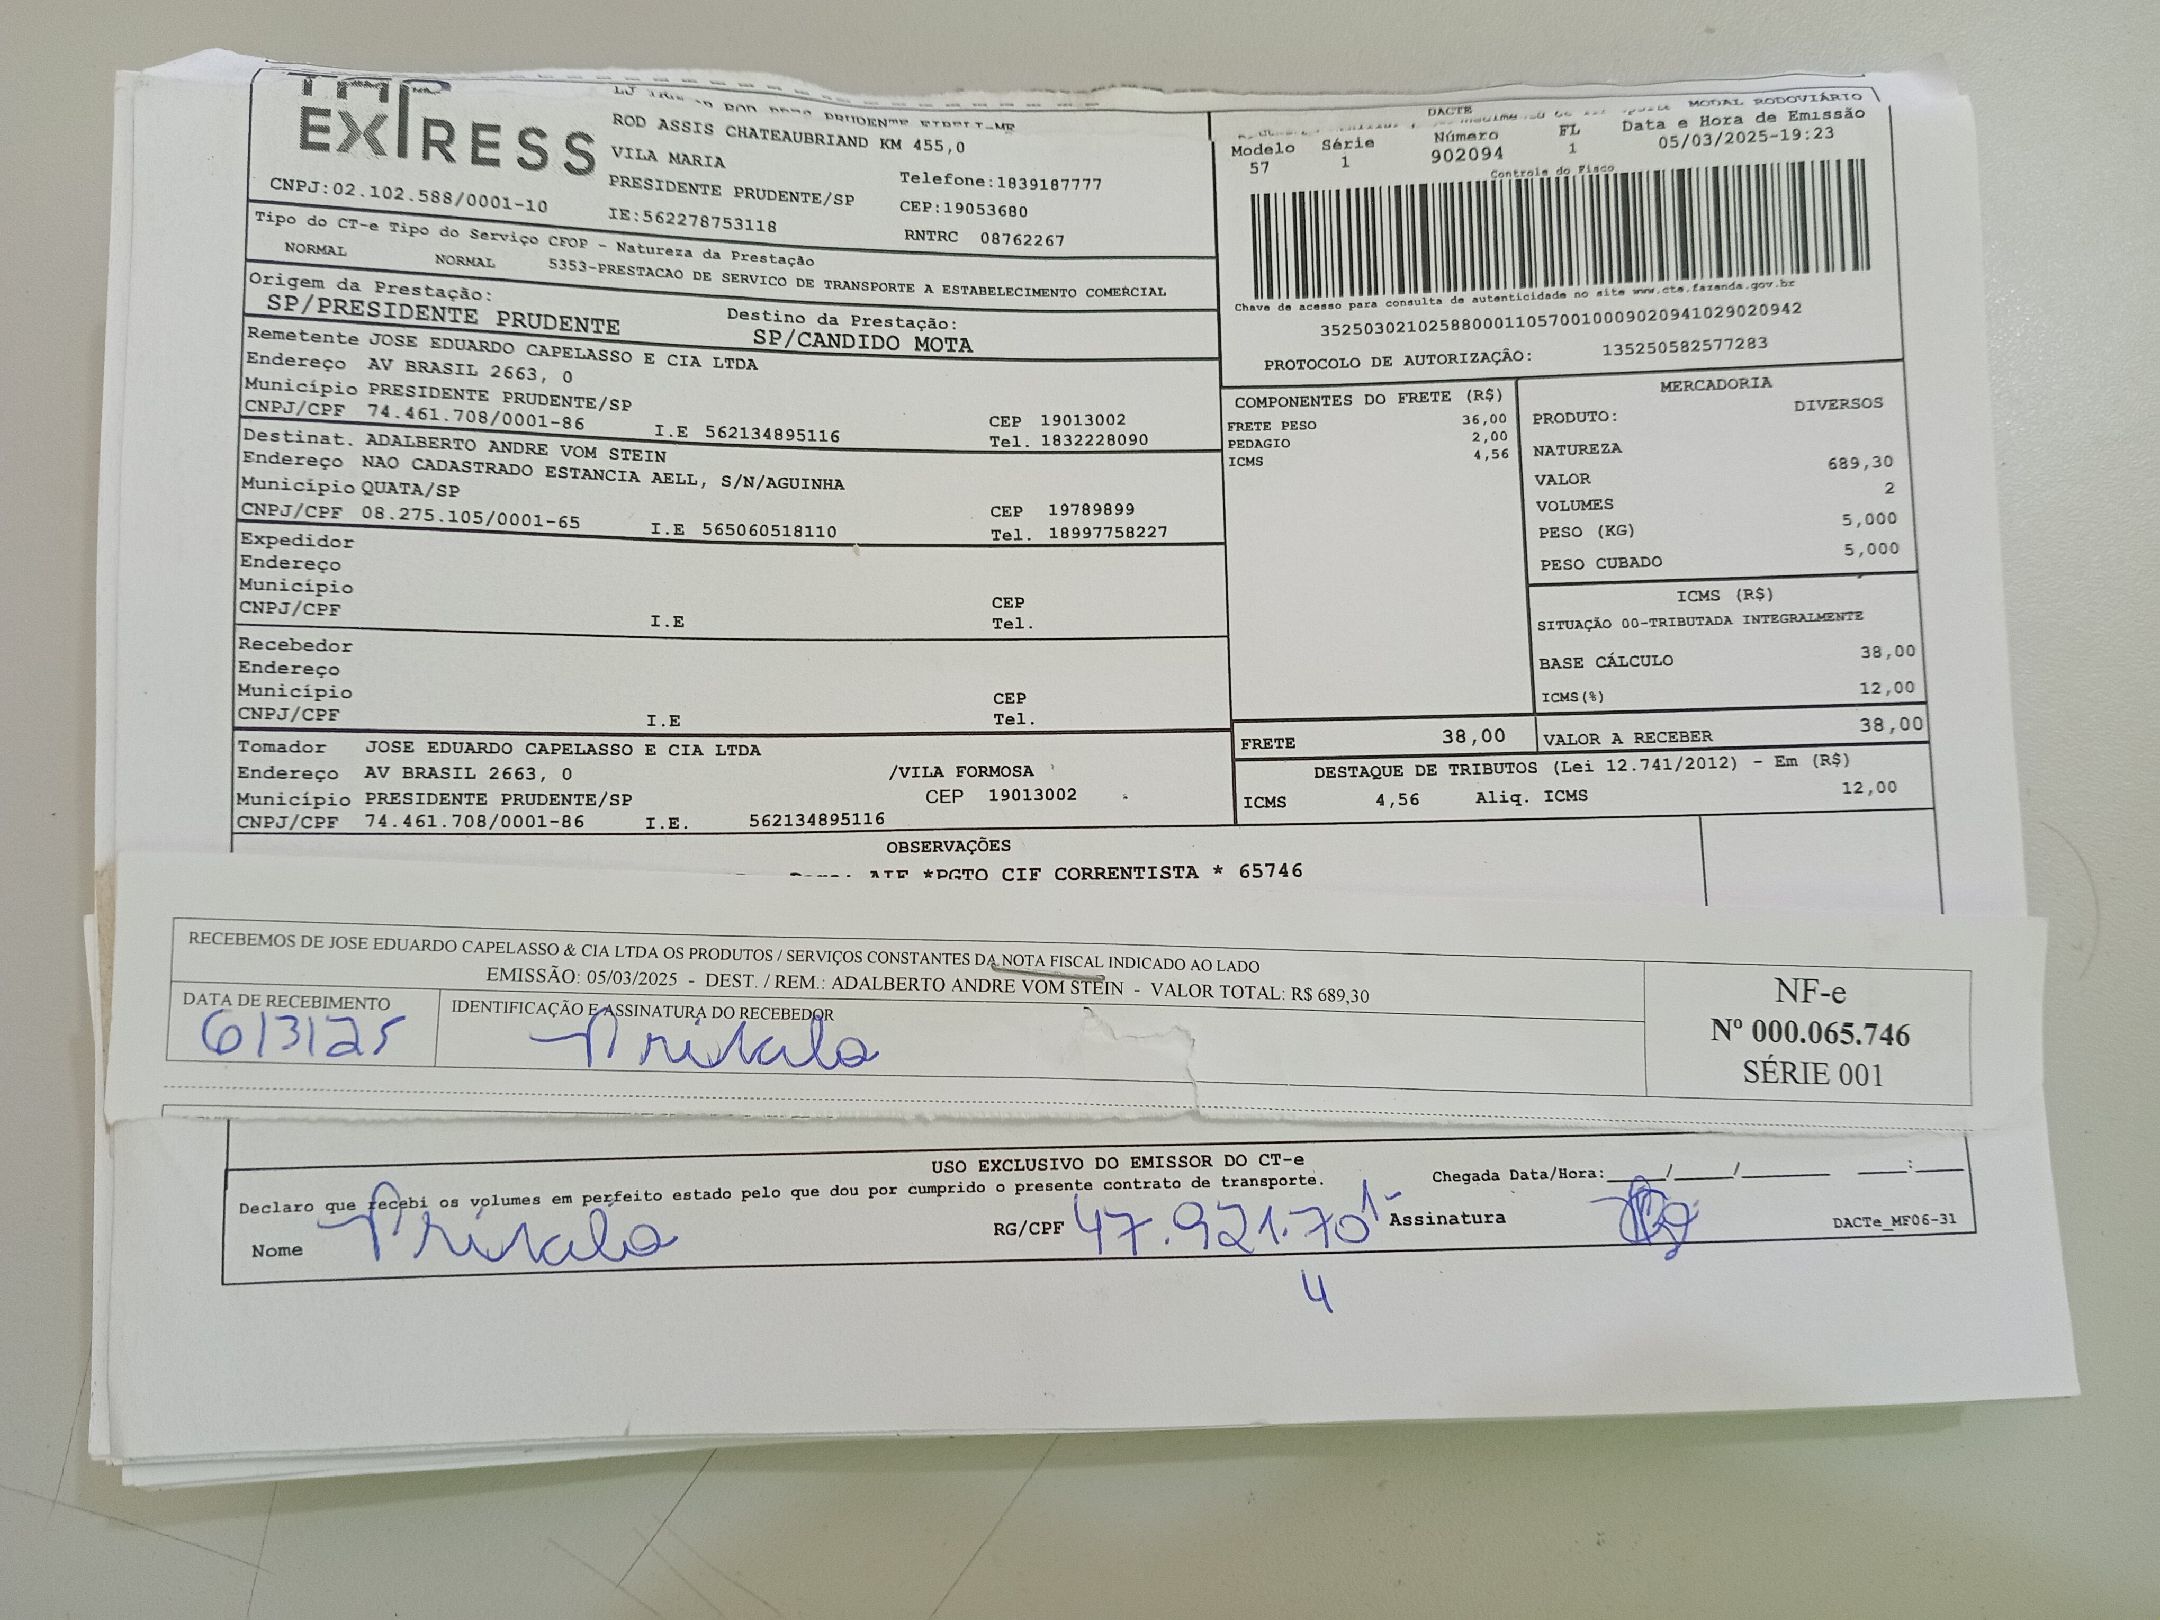 EXPRESS
ROD ASSIS CHATEAUBRIAND KM 455,0
VILA MARIA
PRESIDENTE PRUDENTE/SP
Telefone:1839187777
CEP:19053680
CNPJ:02.102.588/0001-10
IE:562278753118
RNTRC 08762267
DACTE
MODAL RODOVIÁRIO
Modelo Série Número FL Data e Hora de Emissão
57 1 902094 1 05/03/2025-19:23
Controle do Fisco
Chave de acesso para consulta de autenticidade no site www.cte.fazenda.gov.br
35250302102588000110570010009020941029020942
PROTOCOLO DE AUTORIZAÇÃO: 135250582577283
Tipo do CT-e Tipo do Serviço CFOP - Natureza da Prestação
NORMAL NORMAL 5353-PRESTACAO DE SERVICO DE TRANSPORTE A ESTABELECIMENTO COMERCIAL
Origem da Prestação:
SP/PRESIDENTE PRUDENTE
Destino da Prestação:
SP/CANDIDO MOTA
Remetente JOSE EDUARDO CAPELASSO E CIA LTDA
Endereço AV BRASIL 2663, 0
Município PRESIDENTE PRUDENTE/SP CEP 19013002
CNPJ/CPF 74.461.708/0001-86 I.E 562134895116 Tel. 1832228090
Destinat. ADALBERTO ANDRE VOM STEIN
Endereço NAO CADASTRADO ESTANCIA AELL, S/N/AGUINHA
Município QUATA/SP CEP 19789899
CNPJ/CPF 08.275.105/0001-65 I.E 565060518110 Tel. 18997758227
Expedidor
Endereço
Município CEP
CNPJ/CPF I.E Tel.
Recebedor
Endereço
Município CEP
CNPJ/CPF I.E Tel.
Tomador JOSE EDUARDO CAPELASSO E CIA LTDA
Endereço AV BRASIL 2663, 0 /VILA FORMOSA
Município PRESIDENTE PRUDENTE/SP CEP 19013002
CNPJ/CPF 74.461.708/0001-86 I.E. 562134895116
COMPONENTES DO FRETE (R$)
FRETE PESO 36,00
PEDAGIO 2,00
ICMS 4,56
MERCADORIA
PRODUTO: DIVERSOS
NATUREZA
VALOR 689,30
VOLUMES 2
PESO (KG) 5,000
PESO CUBADO 5,000
ICMS (R$)
SITUAÇÃO 00-TRIBUTADA INTEGRALMENTE
BASE CÁLCULO 38,00
ICMS(%) 12,00
FRETE 38,00 VALOR A RECEBER 38,00
DESTAQUE DE TRIBUTOS (Lei 12.741/2012) - Em (R$)
ICMS 4,56 Aliq. ICMS 12,00
OBSERVAÇÕES
*PGTO CIF CORRENTISTA * 65746
RECEBEMOS DE JOSE EDUARDO CAPELASSO & CIA LTDA OS PRODUTOS / SERVIÇOS CONSTANTES DA NOTA FISCAL INDICADO AO LADO
EMISSÃO: 05/03/2025 - DEST. / REM.: ADALBERTO ANDRE VOM STEIN - VALOR TOTAL: R$ 689,30
DATA DE RECEBIMENTO IDENTIFICAÇÃO E ASSINATURA DO RECEBEDOR
6/3/25
NF-e
Nº 000.065.746
SÉRIE 001
USO EXCLUSIVO DO EMISSOR DO CT-e
Declaro que recebi os volumes em perfeito estado pelo que dou por cumprido o presente contrato de transporte.
Chegada Data/Hora:____/____/______ ____:____
Nome RG/CPF 47.921.701-4 Assinatura
DACTe_MF06-31